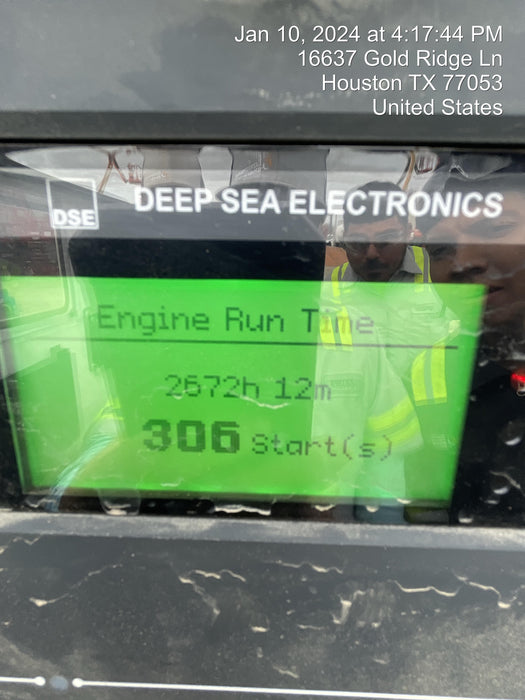 Jan 10, 2024 at 4:17:44 PM
16637 Gold Ridge Ln
Houston TX 77053
United States
DSE
DEEP SEA ELECTRONICS
Engine Run Time
2672h 12m
306 Start(s)